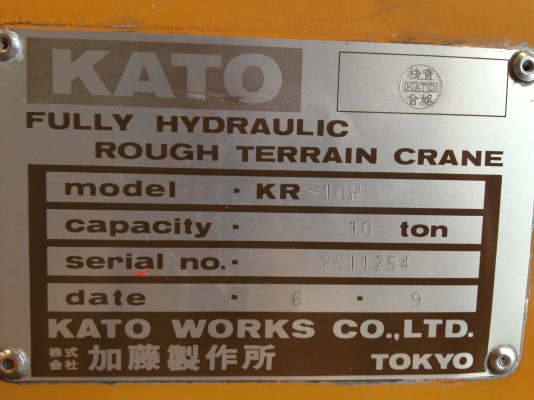 KATO
検査
KATO
合格
FULLY HYDRAULIC
ROUGH TERRAIN CRANE
model · KR -10H
capacity · 10 ton
serial no. · 2511254
date · 6 · 9
KATO WORKS CO.,LTD.
株式会社 加藤製作所 TOKYO